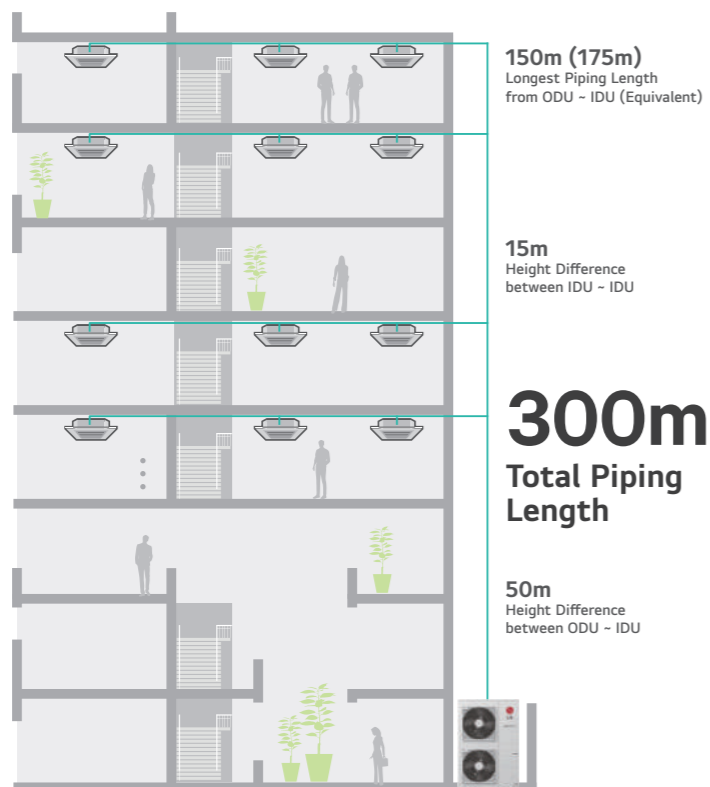 150m (175m)
Longest Piping Length
from ODU ~ IDU (Equivalent)
15m
Height Difference
between IDU ~ IDU
300m
Total Piping
Length
50m
Height Difference
between ODU ~ IDU